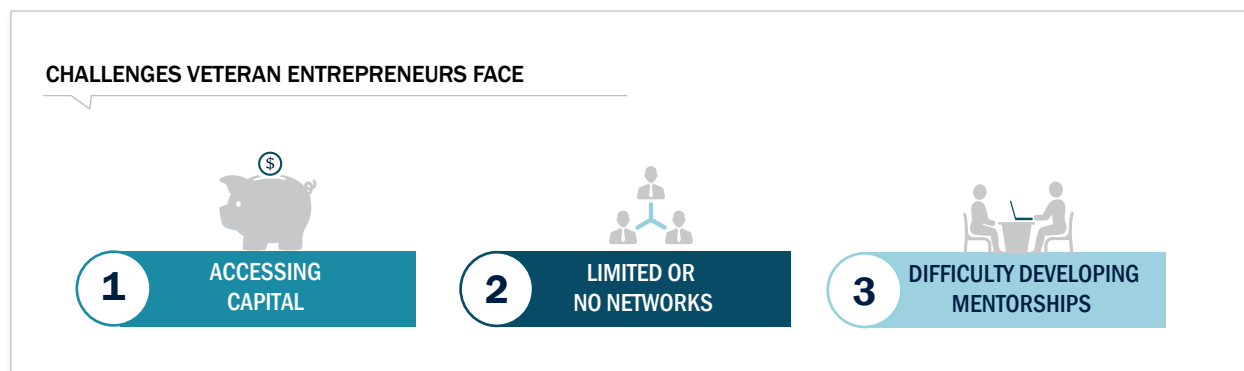 CHALLENGES VETERAN ENTREPRENEURS FACE
$
1
ACCESSING
CAPITAL
2
LIMITED OR
NO NETWORKS
3
DIFFICULTY DEVELOPING
MENTORSHIPS